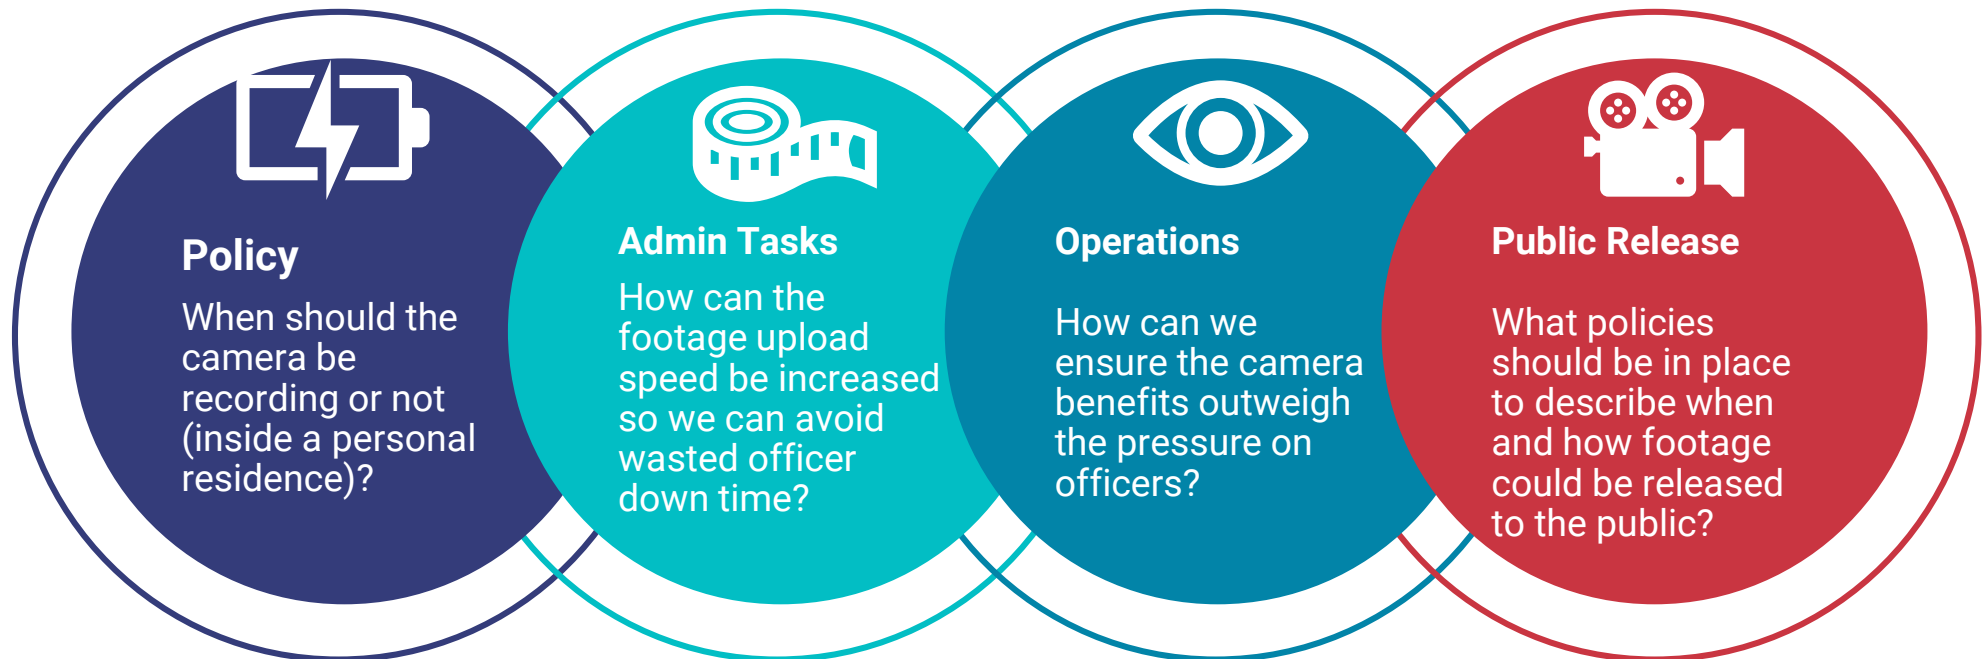 Policy
When should the
camera be
recording or not
(inside a personal
residence)?
Admin Tasks
How can the
footage upload
speed be increased
so we can avoid
wasted officer
down time?
Operations
How can we
ensure the camera
benefits outweigh
the pressure on
officers?
Public Release
What policies
should be in place
to describe when
and how footage
could be released
to the public?